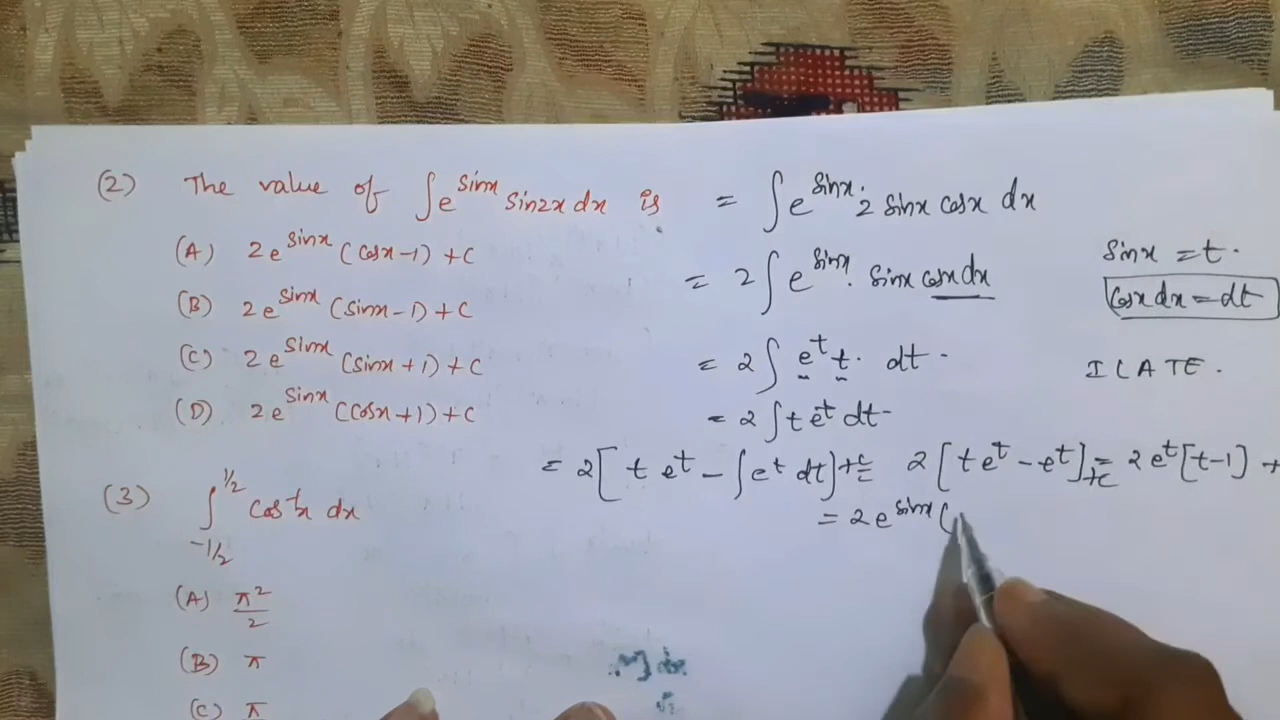 (2) The value of ∫e^sinx sin2x dx is = ∫e^sinx. 2 sinx cosx dx
(A) 2e^sinx (cosx-1)+c
(B) 2e^sinx (sinx-1)+c
(C) 2e^sinx (sinx+1)+c
(D) 2e^sinx (cosx+1)+c
= 2∫e^sinx. sinx cosx dx
sinx = t.
cosx dx = dt
= 2∫ e^t t. dt.
ILATE.
= 2∫t e^t dt
= 2[t e^t - ∫e^t dt]+c = 2[te^t - e^t]+c = 2e^t[t-1] +
= 2e^sinx (
(3) ∫_{-1/2}^{1/2} cos^{-1}x dx
(A) π²/2
(B) π
(C) π